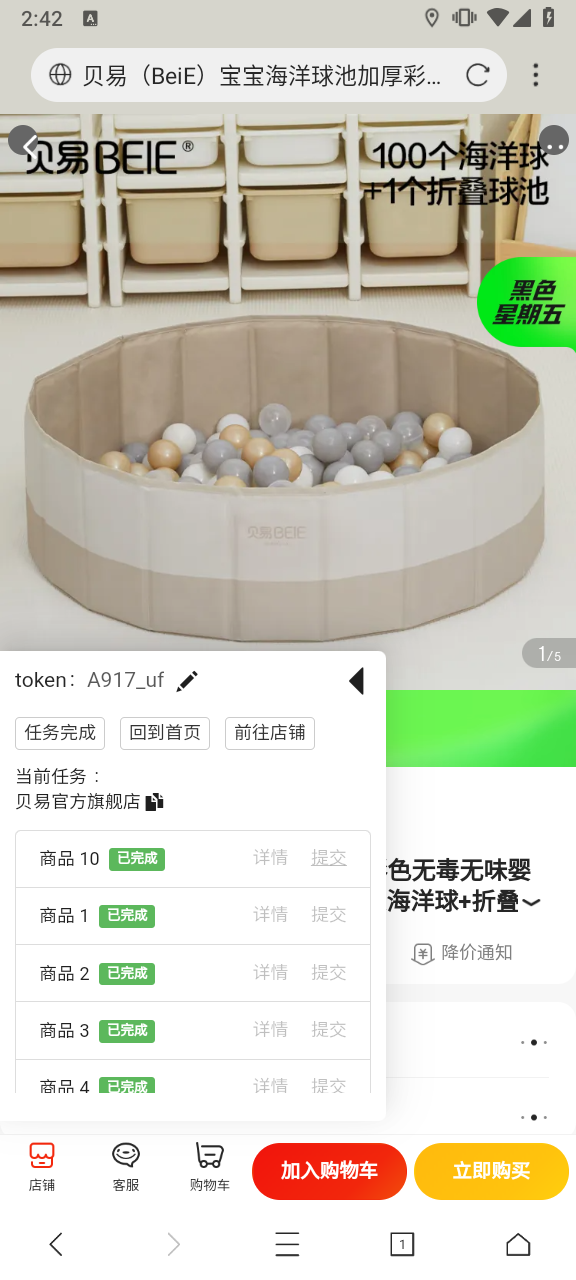 2:42
A
贝易（BeiE）宝宝海洋球池加厚彩...
贝易BEIE®
100个海洋球
+1个折叠球池
黑色
星期五
贝易BEIE
1/5
token: A917_uf
任务完成 回到首页 前往店铺
当前任务：
贝易官方旗舰店
商品 10 已完成 详情 提交
商品 1 已完成 详情 提交
商品 2 已完成 详情 提交
商品 3 已完成 详情 提交
商品 4 已完成 详情 提交
色无毒无味婴
海洋球+折叠
降价通知
店铺 客服 购物车 加入购物车 立即购买
1